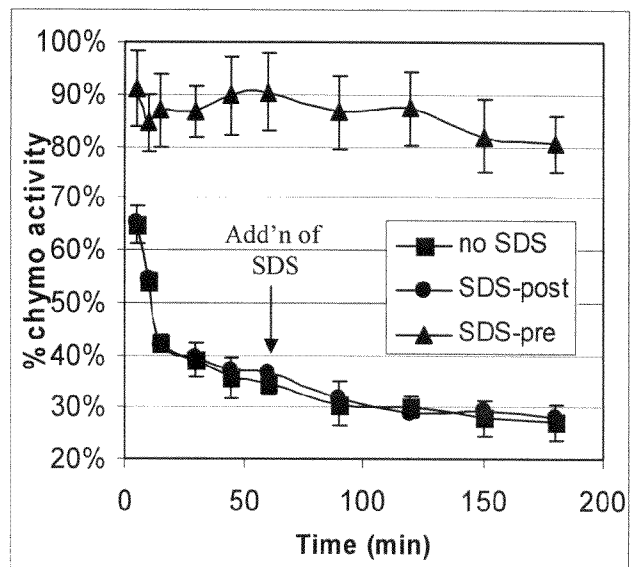 100%
90%
80%
70%
60%
50%
40%
30%
20%
% chymo activity
Add'n of
SDS
no SDS
SDS-post
SDS-pre
0 50 100 150 200
Time (min)